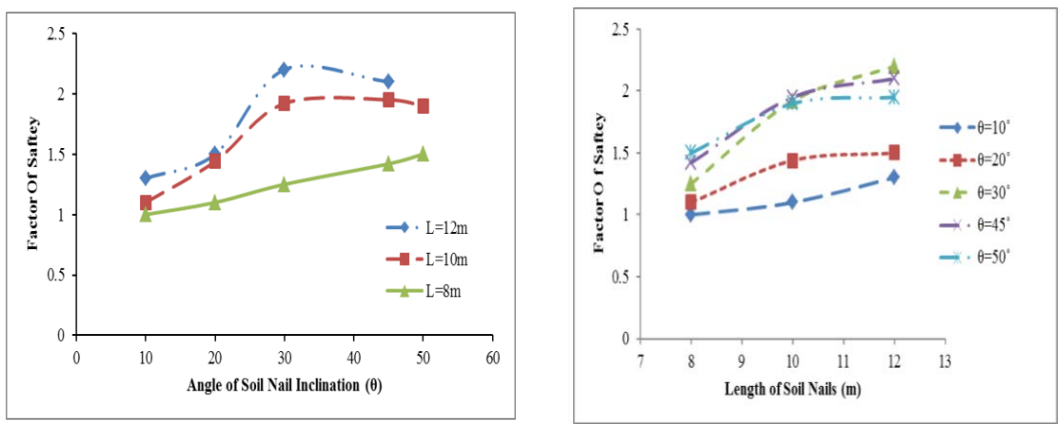 Factor Of Saftey
2.5
2
1.5
1
0.5
0
0 10 20 30 40 50 60
Angle of Soil Nail Inclination (θ)
L=12m
L=10m
L=8m
Factor O f Saftey
2.5
2
1.5
1
0.5
0
7 8 9 10 11 12 13
Length of Soil Nails (m)
θ=10˚
θ=20˚
θ=30˚
θ=45˚
θ=50˚